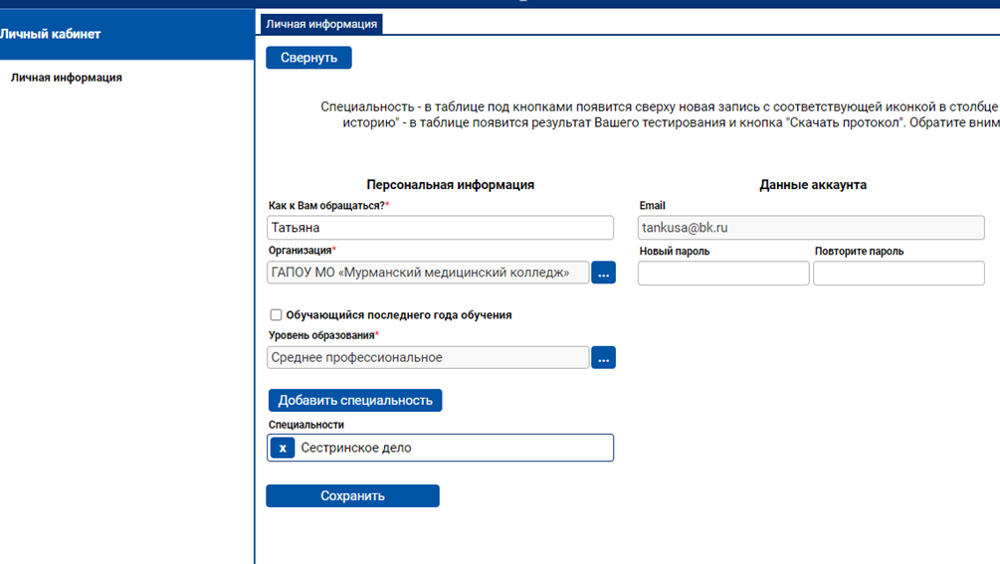 Личный кабинет
Личная информация
Личная информация
Свернуть
Специальность - в таблице под кнопками появится сверху новая запись с соответствующей иконкой в столбце
историю" - в таблице появится результат Вашего тестирования и кнопка "Скачать протокол". Обратите
Персональная информация
Данные аккаунта
Как к Вам обращаться?*
Татьяна
Email
tankusa@bk.ru
Организация*
ГАПОУ МО «Мурманский медицинский колледж»
...
Новый пароль
Повторите пароль
Обучающийся последнего года обучения
Уровень образования*
Среднее профессиональное
...
Добавить специальность
Специальности
x Сестринское дело
Сохранить